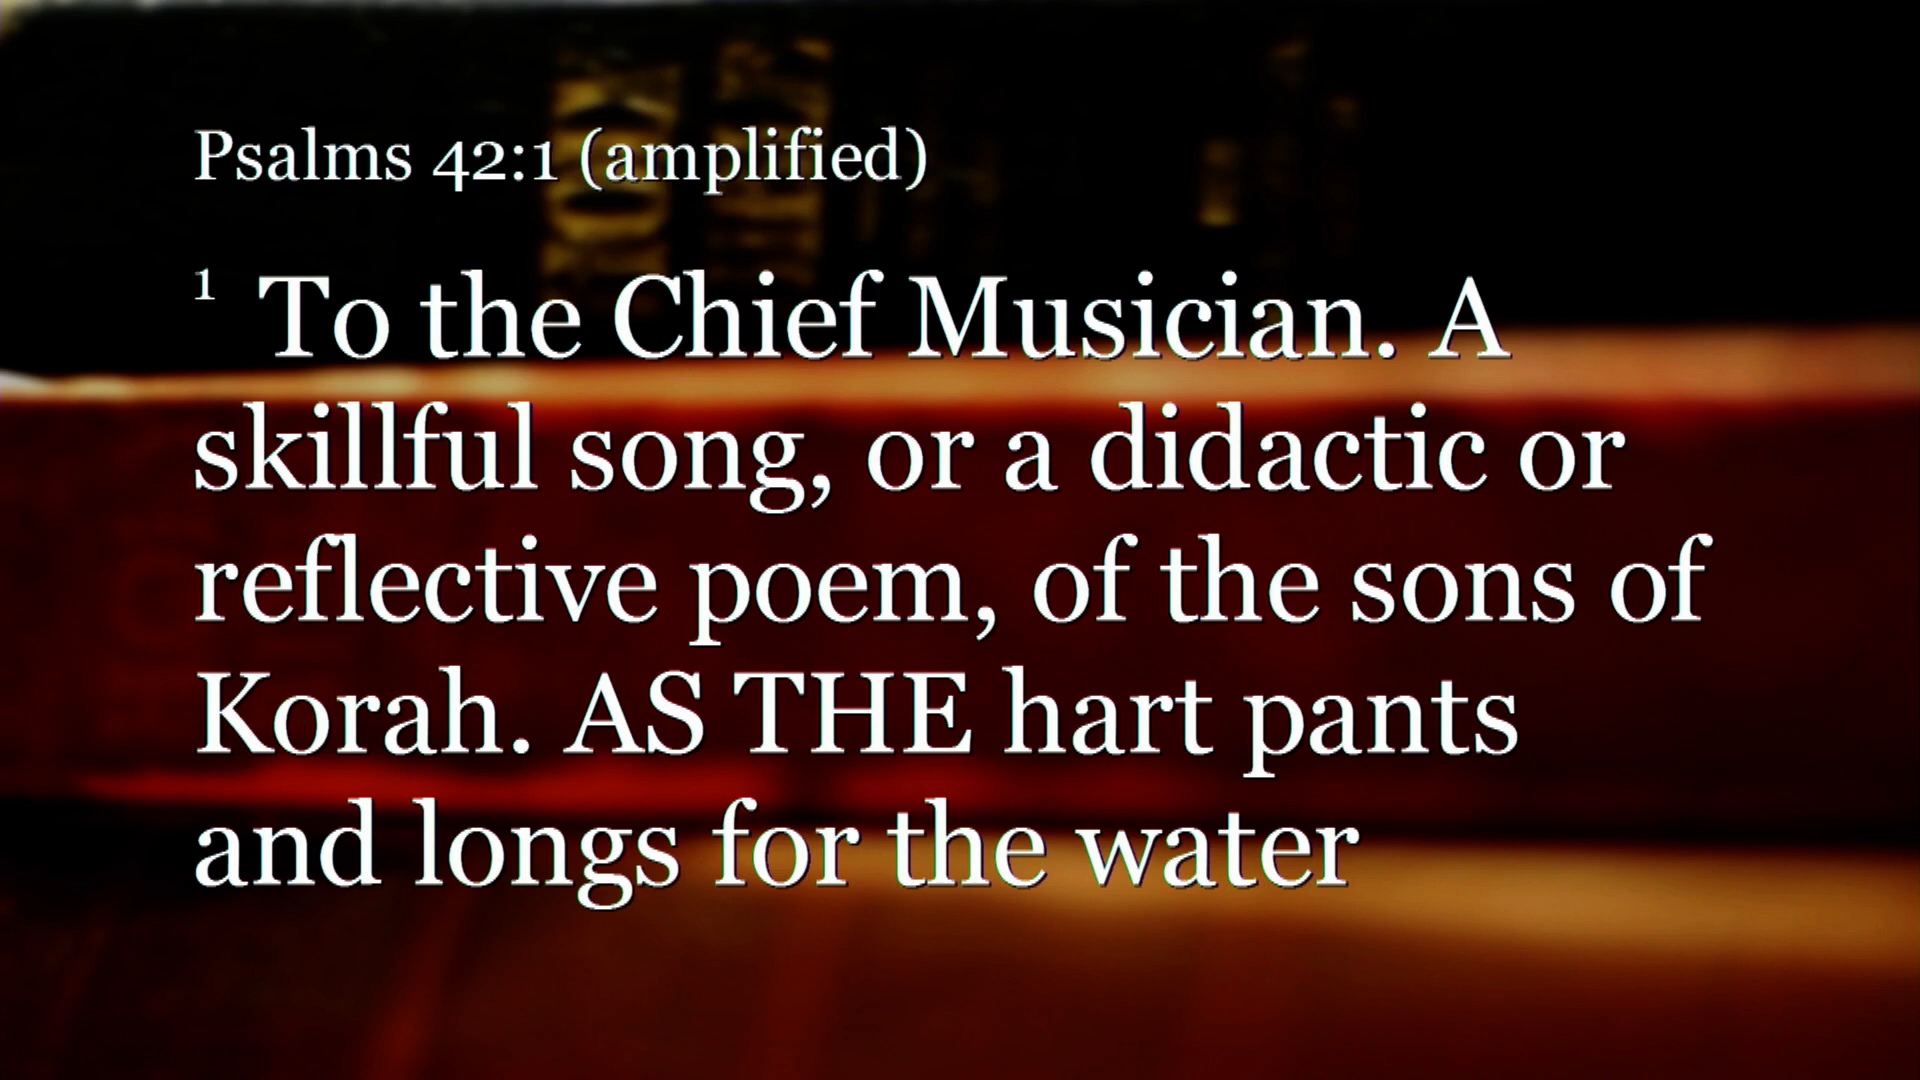 Psalms 42:1 (amplified)
1 To the Chief Musician. A
skillful song, or a didactic or
reflective poem, of the sons of
Korah. AS THE hart pants
and longs for the water